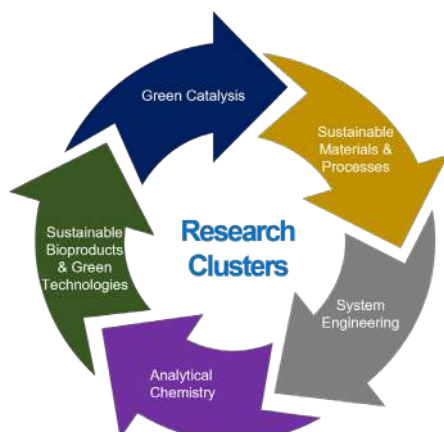 Green Catalysis
Sustainable
Materials &
Processes
Research
Clusters
System
Engineering
Analytical
Chemistry
Sustainable
Bioproducts
& Green
Technologies